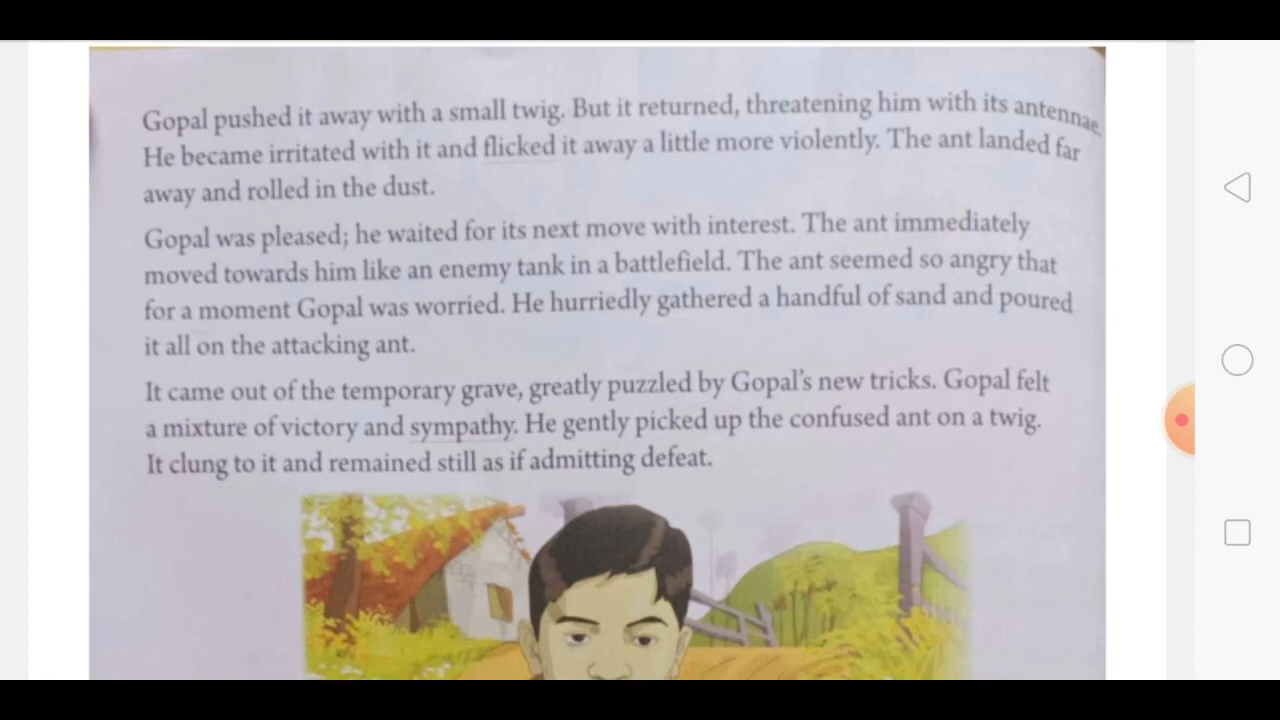 Gopal pushed it away with a small twig. But it returned, threatening him with its antennae.
He became irritated with it and flicked it away a little more violently. The ant landed far
away and rolled in the dust.
Gopal was pleased; he waited for its next move with interest. The ant immediately
moved towards him like an enemy tank in a battlefield. The ant seemed so angry that
for a moment Gopal was worried. He hurriedly gathered a handful of sand and poured
it all on the attacking ant.
It came out of the temporary grave, greatly puzzled by Gopal's new tricks. Gopal felt
a mixture of victory and sympathy. He gently picked up the confused ant on a twig.
It clung to it and remained still as if admitting defeat.